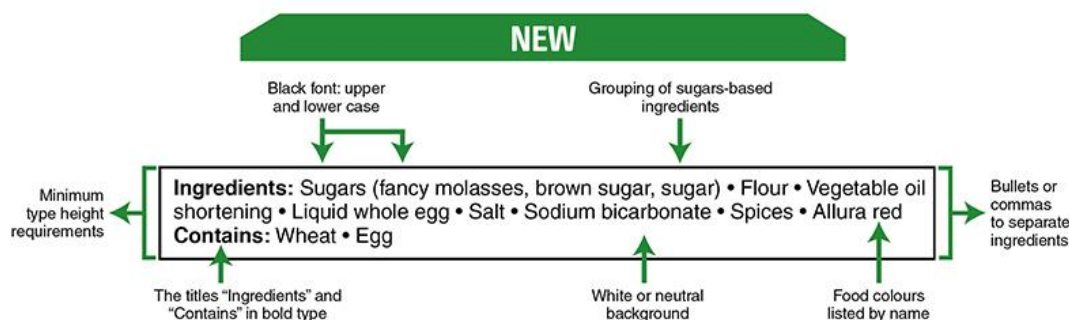 NEW
Black font: upper
and lower case
Grouping of sugars-based
ingredients
Minimum
type height
requirements
Ingredients: Sugars (fancy molasses, brown sugar, sugar) • Flour • Vegetable oil
shortening • Liquid whole egg • Salt • Sodium bicarbonate • Spices • Allura red
Contains: Wheat • Egg
Bullets or
commas
to separate
ingredients
The titles “Ingredients” and
“Contains” in bold type
White or neutral
background
Food colours
listed by name